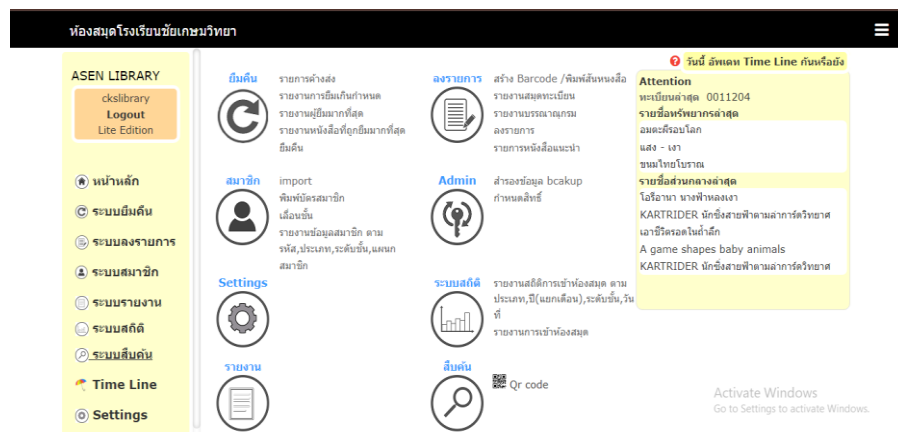 ห้องสมุดโรงเรียนชัยเกษมวิทยา
ASEN LIBRARY
ckslibrary
Logout
Lite Edition
หน้าหลัก
ระบบยืมคืน
ระบบลงรายการ
ระบบสมาชิก
ระบบรายงาน
ระบบสถิติ
ระบบสืบค้น
Time Line
Settings
ยืมคืน
รายการค้างส่ง
รายงานการยืมเกินกำหนด
รายงานผู้ยืมมากที่สุด
รายงานหนังสือที่ถูกยืมมากที่สุด
ยืมคืน
ลงรายการ
สร้าง Barcode /พิมพ์สันหนงสือ
รายงานสมุดทะเบียน
รายงานบรรณาณุกรม
ลงรายการ
รายการหนังสือแนะนำ
สมาชิก
import
พิมพ์บัตรสมาชิก
เลื่อนชั้น
รายงานข้อมูลสมาชิก ตาม
รหัส,ประเภท,ระดับชั้น,แผนก
สมาชิก
Admin
สำรองข้อมูล bcakup
กำหนดสิทธิ์
Settings
ระบบสถิติ
รายงานสถิติการเข้าห้องสมุด ตาม
ประเภท,ปี(แยกเดือน),ระดับชั้น,วัน
ที่
รายงานการเข้าห้องสมุด
รายงาน
สืบค้น
Qr code
วันนี้ อัพเดท Time Line กันหรือยัง
Attention
ทะเบียนล่าสุด 0011204
รายชื่อทรัพยากรล่าสุด
อมตะผีรอบโลก
แสง - เงา
ขนมไทยโบราณ
รายชื่อส่วนกลางล่าสุด
โอรีอานา นางฟ้าหลงเงา
KARTRIDER นักซิ่งสายฟ้าตามล่าการ์ดวิทยาศ
เอาชีวิตรอดในถ้ำลึก
A game shapes baby animals
KARTRIDER นักซิ่งสายฟ้าตามล่าการ์ดวิทยาศ
Activate Windows
Go to Settings to activate Windows.